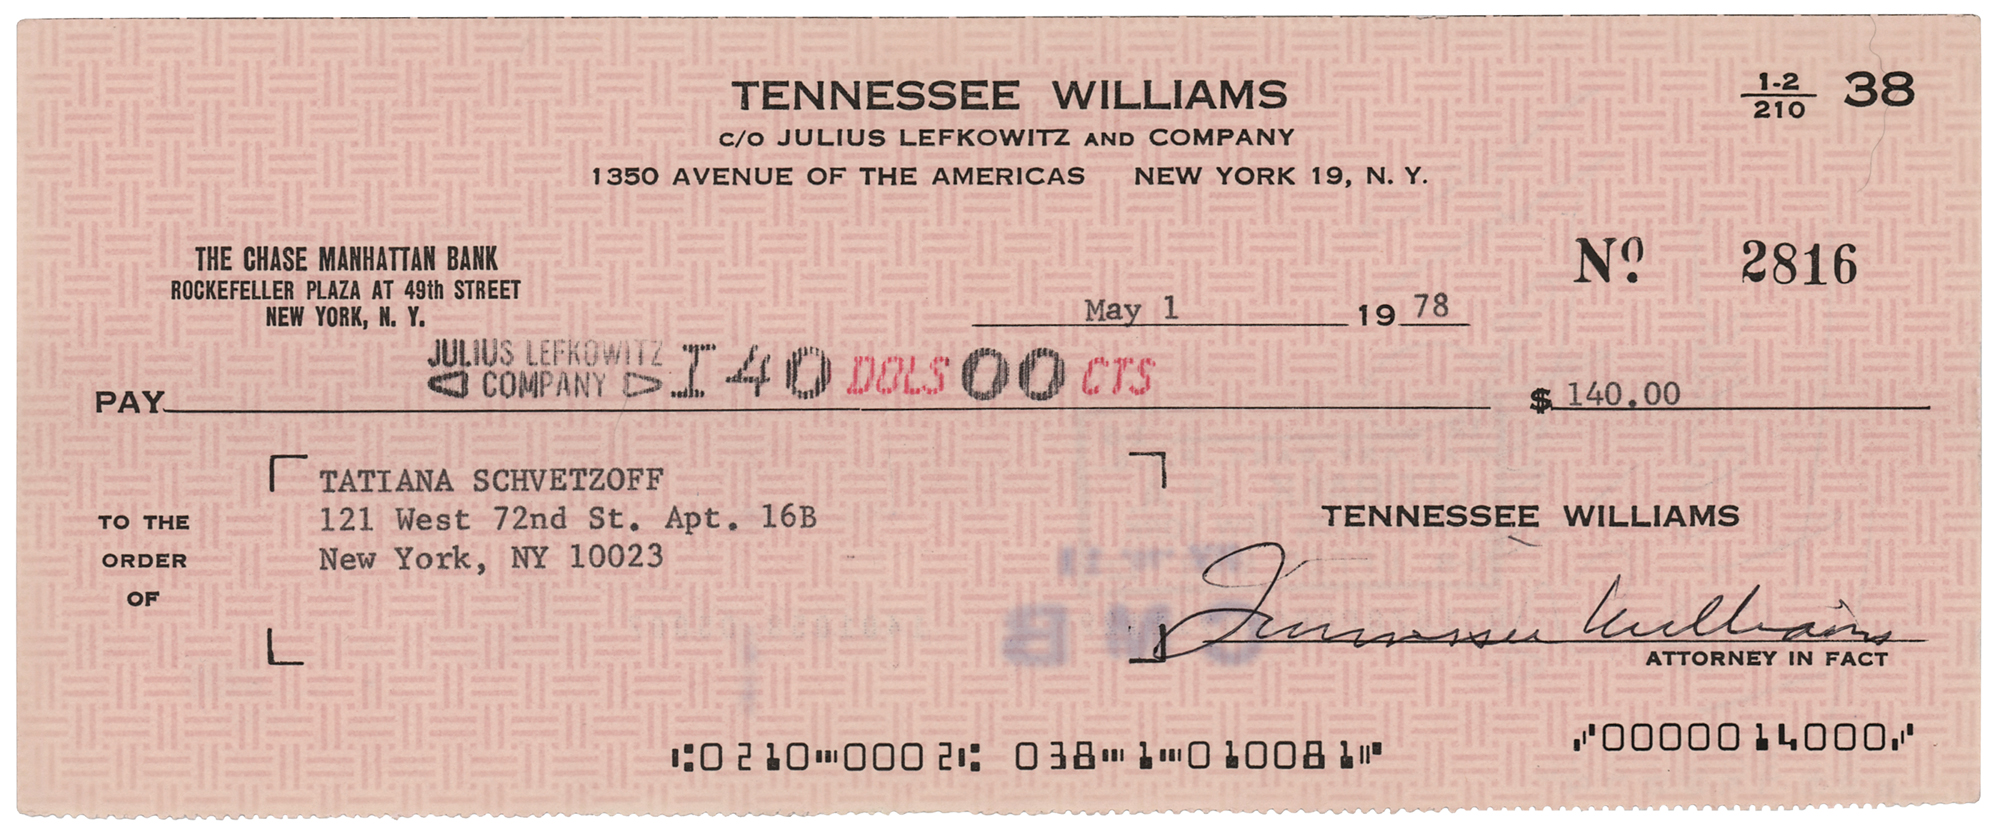 TENNESSEE WILLIAMS
C/O JULIUS LEFKOWITZ AND COMPANY
1350 AVENUE OF THE AMERICAS NEW YORK 19, N. Y.
1-2
210
38
THE CHASE MANHATTAN BANK
ROCKEFELLER PLAZA AT 49th STREET
NEW YORK, N. Y.
Nº 2816
May 1 19 78
JULIUS LEFKOWITZ
COMPANY
PAY 140 DOLS 00 CTS $ 140.00
TO THE
ORDER
OF
TATIANA SCHVETZOFF
121 West 72nd St. Apt. 16B
New York, NY 10023
TENNESSEE WILLIAMS
Tennessee Williams
ATTORNEY IN FACT
⑆0210⑉0002⑆ 038⑉1⑉010081⑈ ⑇0000014000⑇